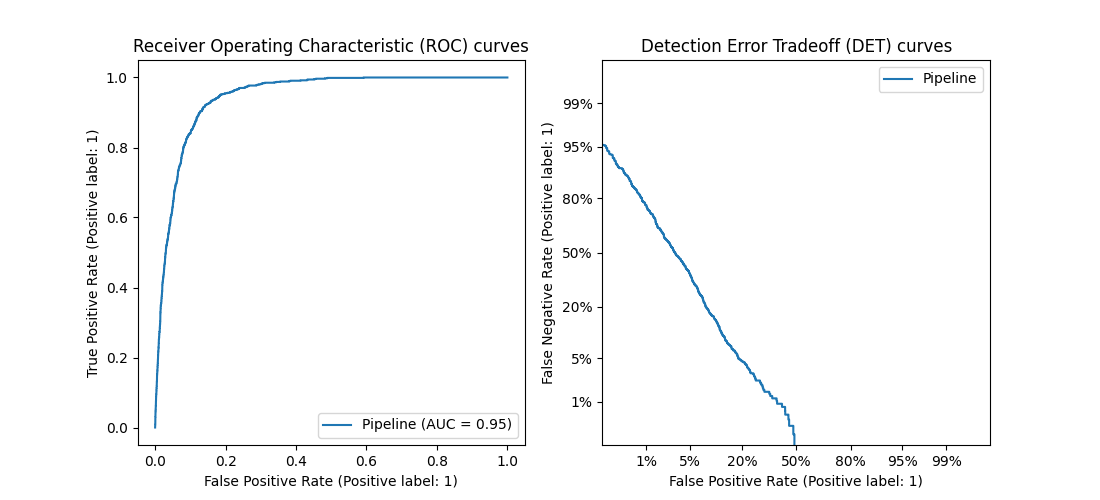 Receiver Operating Characteristic (ROC) curves
True Positive Rate (Positive label: 1)
1.0
0.8
0.6
0.4
0.2
0.0
Pipeline (AUC = 0.95)
0.0 0.2 0.4 0.6 0.8 1.0
False Positive Rate (Positive label: 1)
Detection Error Tradeoff (DET) curves
False Negative Rate (Positive label: 1)
Pipeline
99%
95%
80%
50%
20%
5%
1%
1% 5% 20% 50% 80% 95% 99%
False Positive Rate (Positive label: 1)